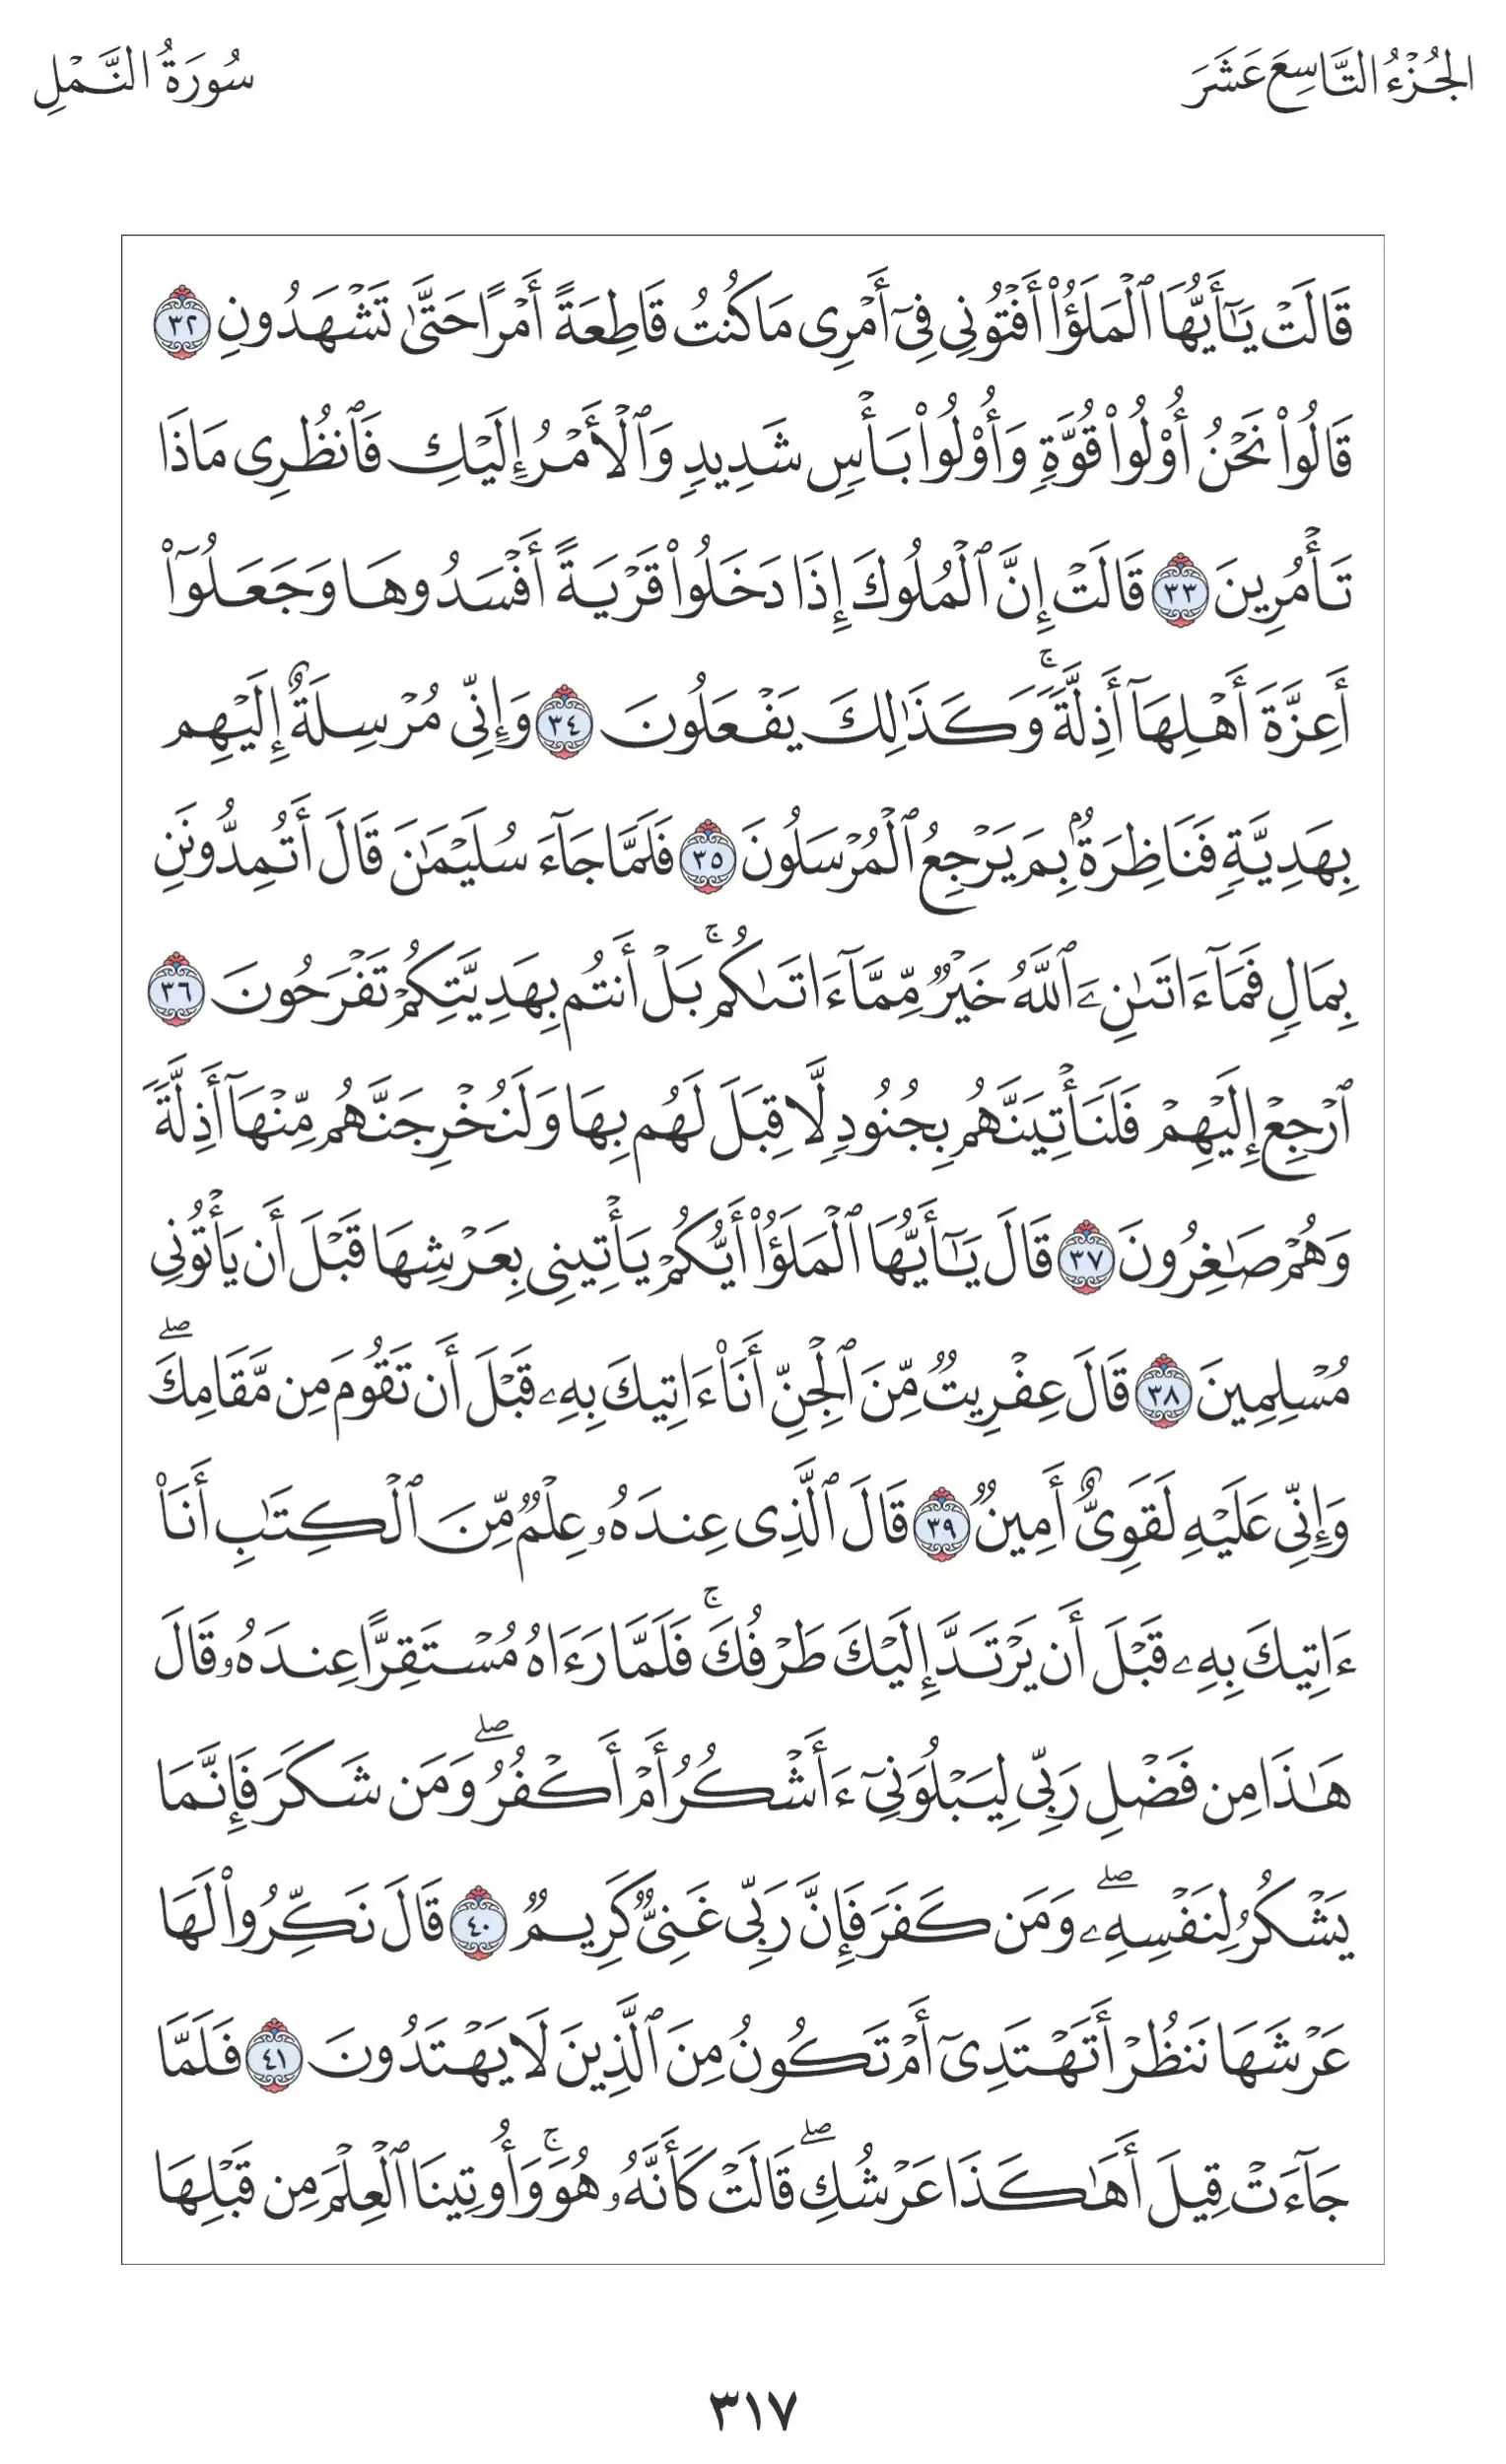 الجُزْءُ التَّاسِعَ عَشَرَ
سُورَةُ النَّمْلِ
قَالَتْ يَـٰٓأَيُّهَا ٱلْمَلَؤُا۟ أَفْتُونِى فِىٓ أَمْرِى مَا كُنتُ قَاطِعَةً أَمْرًا حَتَّىٰ تَشْهَدُونِ ٣٢
قَالُوا۟ نَحْنُ أُو۟لُوا۟ قُوَّةٍ وَأُو۟لُوا۟ بَأْسٍ شَدِيدٍ وَٱلْأَمْرُ إِلَيْكِ فَٱنظُرِى مَاذَا
تَأْمُرِينَ ٣٣ قَالَتْ إِنَّ ٱلْمُلُوكَ إِذَا دَخَلُوا۟ قَرْيَةً أَفْسَدُوهَا وَجَعَلُوٓا۟
أَعِزَّةَ أَهْلِهَآ أَذِلَّةً ۚ وَكَذَٰلِكَ يَفْعَلُونَ ٣٤ وَإِنِّى مُرْسِلَةٌ إِلَيْهِم
بِهَدِيَّةٍ فَنَاظِرَةٌۢ بِمَ يَرْجِعُ ٱلْمُرْسَلُونَ ٣٥ فَلَمَّا جَآءَ سُلَيْمَـٰنَ قَالَ أَتُمِدُّونَنِ
بِمَالٍ فَمَآ ءَاتَىٰنِۦَ ٱللَّهُ خَيْرٌ مِّمَّآ ءَاتَىٰكُم ۚ بَلْ أَنتُم بِهَدِيَّتِكُمْ تَفْرَحُونَ ٣٦
ٱرْجِعْ إِلَيْهِمْ فَلَنَأْتِيَنَّهُم بِجُنُودٍ لَّا قِبَلَ لَهُم بِهَا وَلَنُخْرِجَنَّهُم مِّنْهَآ أَذِلَّةً
وَهُمْ صَـٰغِرُونَ ٣٧ قَالَ يَـٰٓأَيُّهَا ٱلْمَلَؤُا۟ أَيُّكُمْ يَأْتِينِى بِعَرْشِهَا قَبْلَ أَن يَأْتُونِى
مُسْلِمِينَ ٣٨ قَالَ عِفْرِيتٌ مِّنَ ٱلْجِنِّ أَنَا۠ ءَاتِيكَ بِهِۦ قَبْلَ أَن تَقُومَ مِن مَّقَامِكَ ۖ
وَإِنِّى عَلَيْهِ لَقَوِىٌّ أَمِينٌ ٣٩ قَالَ ٱلَّذِى عِندَهُۥ عِلْمٌ مِّنَ ٱلْكِتَـٰبِ أَنَا۠
ءَاتِيكَ بِهِۦ قَبْلَ أَن يَرْتَدَّ إِلَيْكَ طَرْفُكَ ۚ فَلَمَّا رَءَاهُ مُسْتَقِرًّا عِندَهُۥ قَالَ
هَـٰذَا مِن فَضْلِ رَبِّى لِيَبْلُوَنِىٓ ءَأَشْكُرُ أَمْ أَكْفُرُ ۖ وَمَن شَكَرَ فَإِنَّمَا
يَشْكُرُ لِنَفْسِهِۦ ۖ وَمَن كَفَرَ فَإِنَّ رَبِّى غَنِىٌّ كَرِيمٌ ٤٠ قَالَ نَكِّرُوا۟ لَهَا
عَرْشَهَا نَنظُرْ أَتَهْتَدِىٓ أَمْ تَكُونُ مِنَ ٱلَّذِينَ لَا يَهْتَدُونَ ٤١ فَلَمَّا
جَآءَتْ قِيلَ أَهَـٰكَذَا عَرْشُكِ ۖ قَالَتْ كَأَنَّهُۥ هُوَ ۚ وَأُوتِينَا ٱلْعِلْمَ مِن قَبْلِهَا
٣١٧